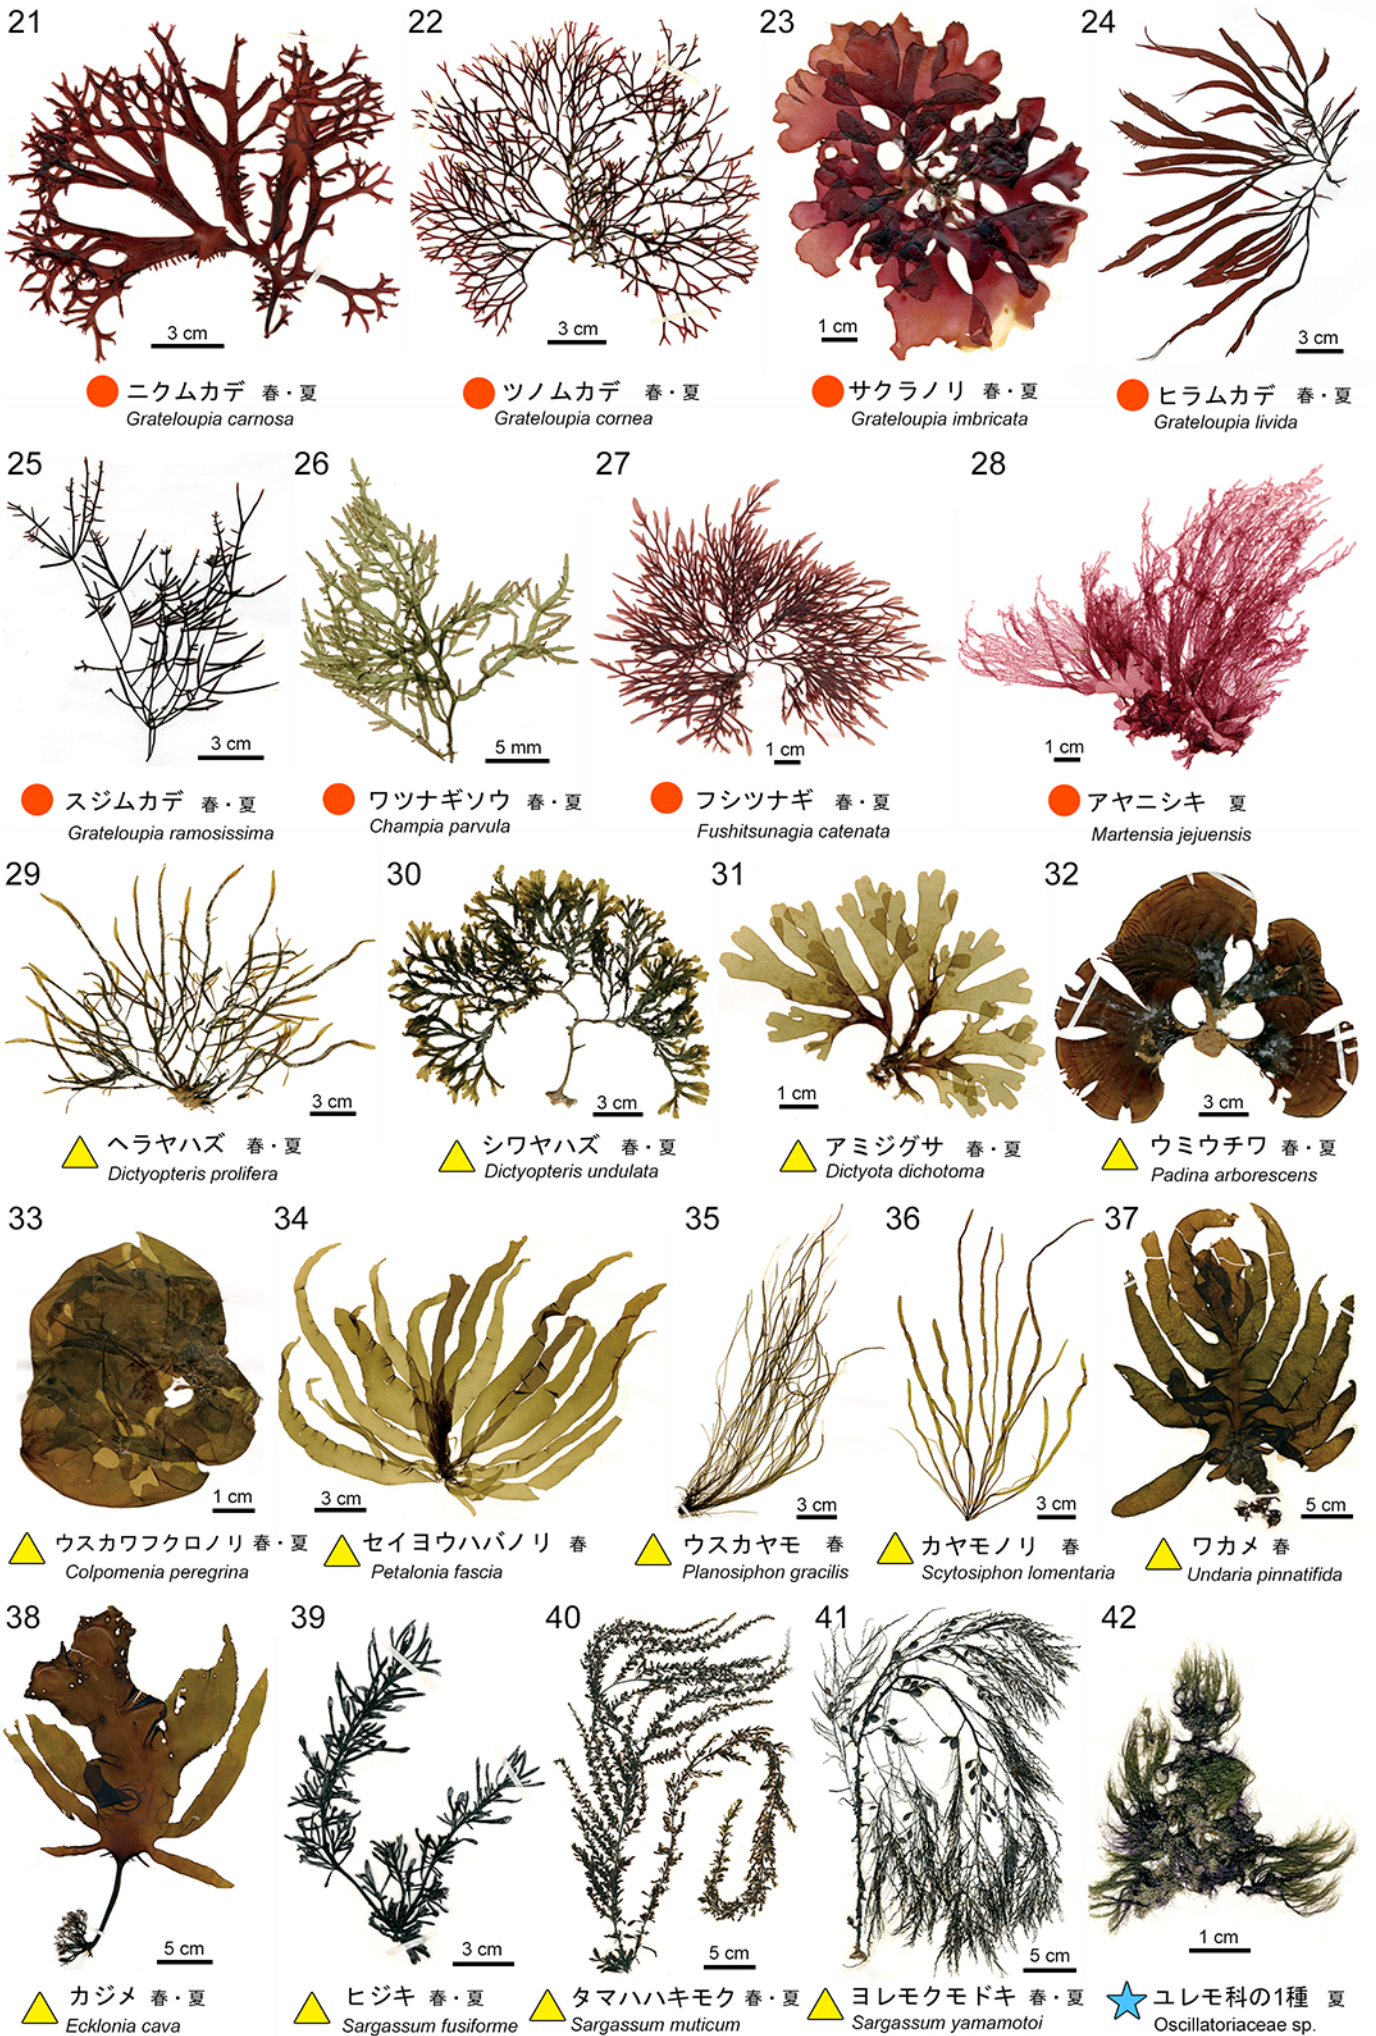 21
22
23
24
3 cm
3 cm
1 cm
3 cm
ニクムカデ 春・夏
Grateloupia carnosa
ツノムカデ 春・夏
Grateloupia cornea
サクラノリ 春・夏
Grateloupia imbricata
ヒラムカデ 春・夏
Grateloupia livida
25
26
27
28
3 cm
5 mm
1 cm
1 cm
スジムカデ 春・夏
Grateloupia ramosissima
ワツナギソウ 春・夏
Champia parvula
フシツナギ 春・夏
Fushitsunagia catenata
アヤニシキ 夏
Martensia jejuensis
29
30
31
32
3 cm
3 cm
1 cm
3 cm
ヘラヤハズ 春・夏
Dictyopteris prolifera
シワヤハズ 春・夏
Dictyopteris undulata
アミジグサ 春・夏
Dictyota dichotoma
ウミウチワ 春・夏
Padina arborescens
33
34
35
36
37
1 cm
3 cm
3 cm
3 cm
5 cm
ウスカワフクロノリ 春・夏
Colpomenia peregrina
セイヨウハバノリ 春
Petalonia fascia
ウスカヤモ 春
Planosiphon gracilis
カヤモノリ 春
Scytosiphon lomentaria
ワカメ 春
Undaria pinnatifida
38
39
40
41
42
5 cm
3 cm
5 cm
5 cm
1 cm
カジメ 春・夏
Ecklonia cava
ヒジキ 春・夏
Sargassum fusiforme
タマハハキモク 春・夏
Sargassum muticum
ヨレモクモドキ 春・夏
Sargassum yamamotoi
ユレモ科の1種 夏
Oscillatoriaceae sp.